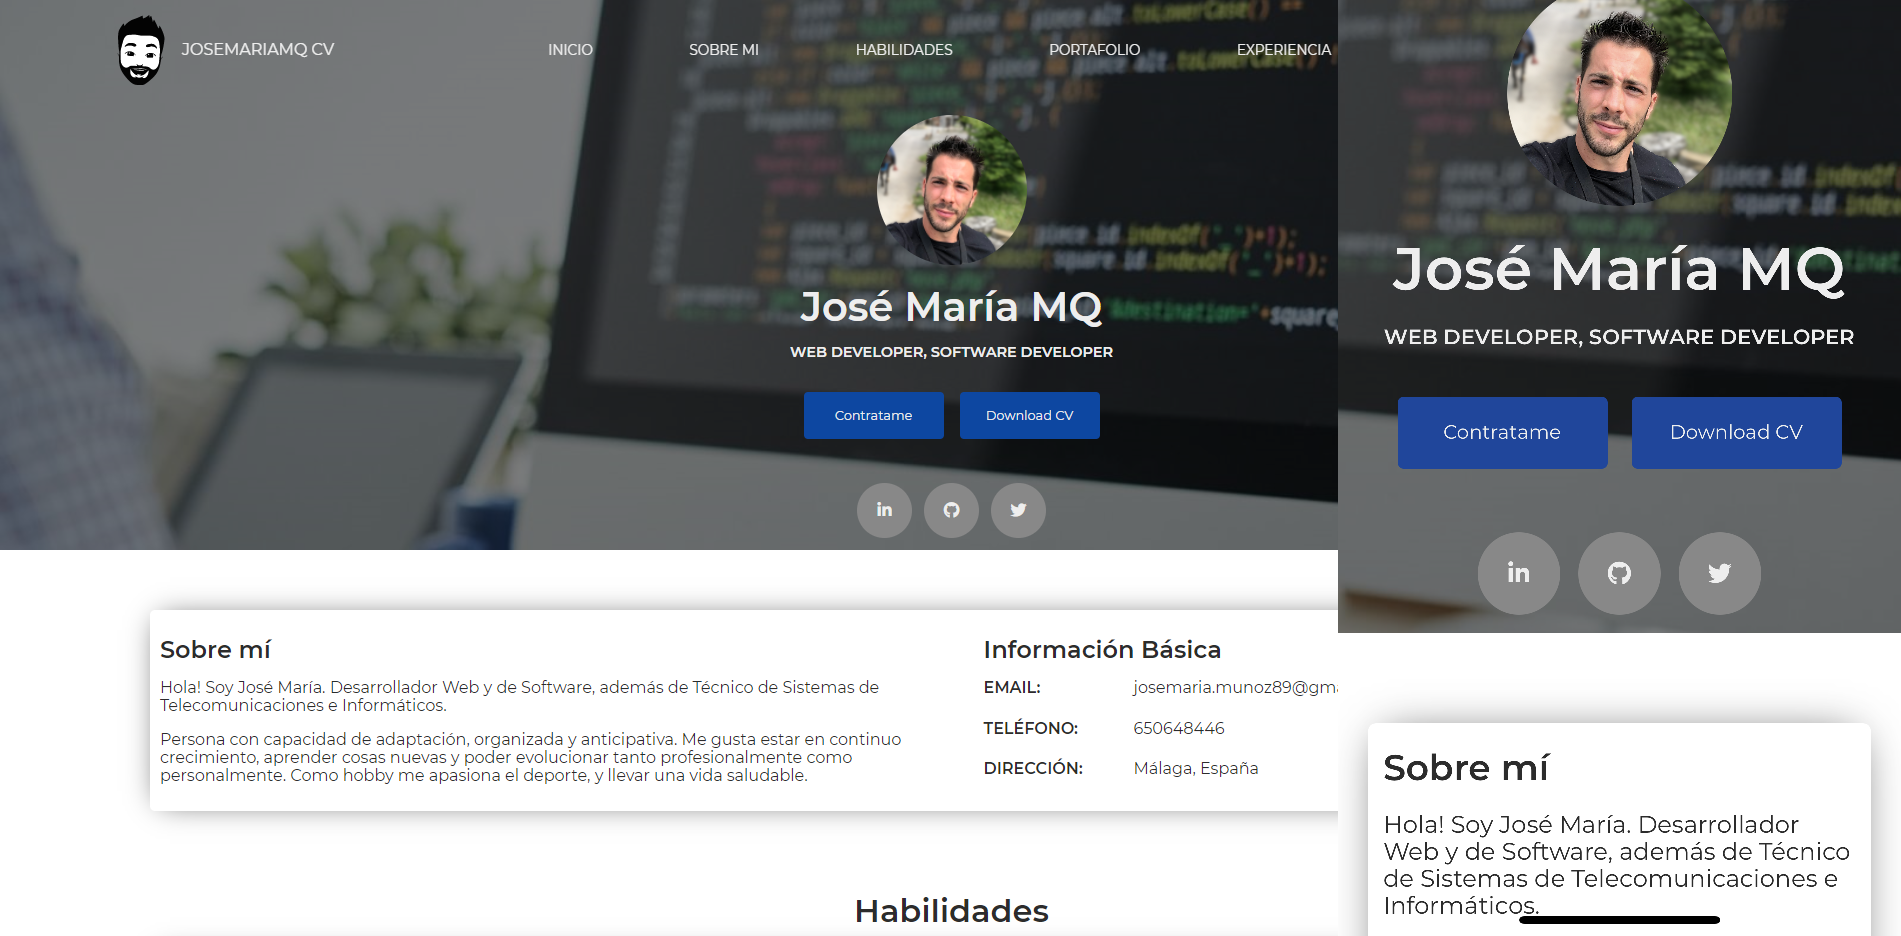 JOSEMARIAMQ CV
INICIO
SOBRE MI
HABILIDADES
PORTAFOLIO
EXPERIENCIA
José María MQ
WEB DEVELOPER, SOFTWARE DEVELOPER
Contratame
Download CV
in
Sobre mí
Hola! Soy José María. Desarrollador Web y de Software, además de Técnico de Sistemas de
Telecomunicaciones e Informáticos.
Persona con capacidad de adaptación, organizada y anticipativa. Me gusta estar en continuo
crecimiento, aprender cosas nuevas y poder evolucionar tanto profesionalmente como
personalmente. Como hobby me apasiona el deporte, y llevar una vida saludable.
Información Básica
EMAIL: josemaria.munoz89@gma
TELÉFONO: 650648446
DIRECCIÓN: Málaga, España
Habilidades
José María MQ
WEB DEVELOPER, SOFTWARE DEVELOPER
Contratame
Download CV
in
Sobre mí
Hola! Soy José María. Desarrollador
Web y de Software, además de Técnico
de Sistemas de Telecomunicaciones e
Informáticos.